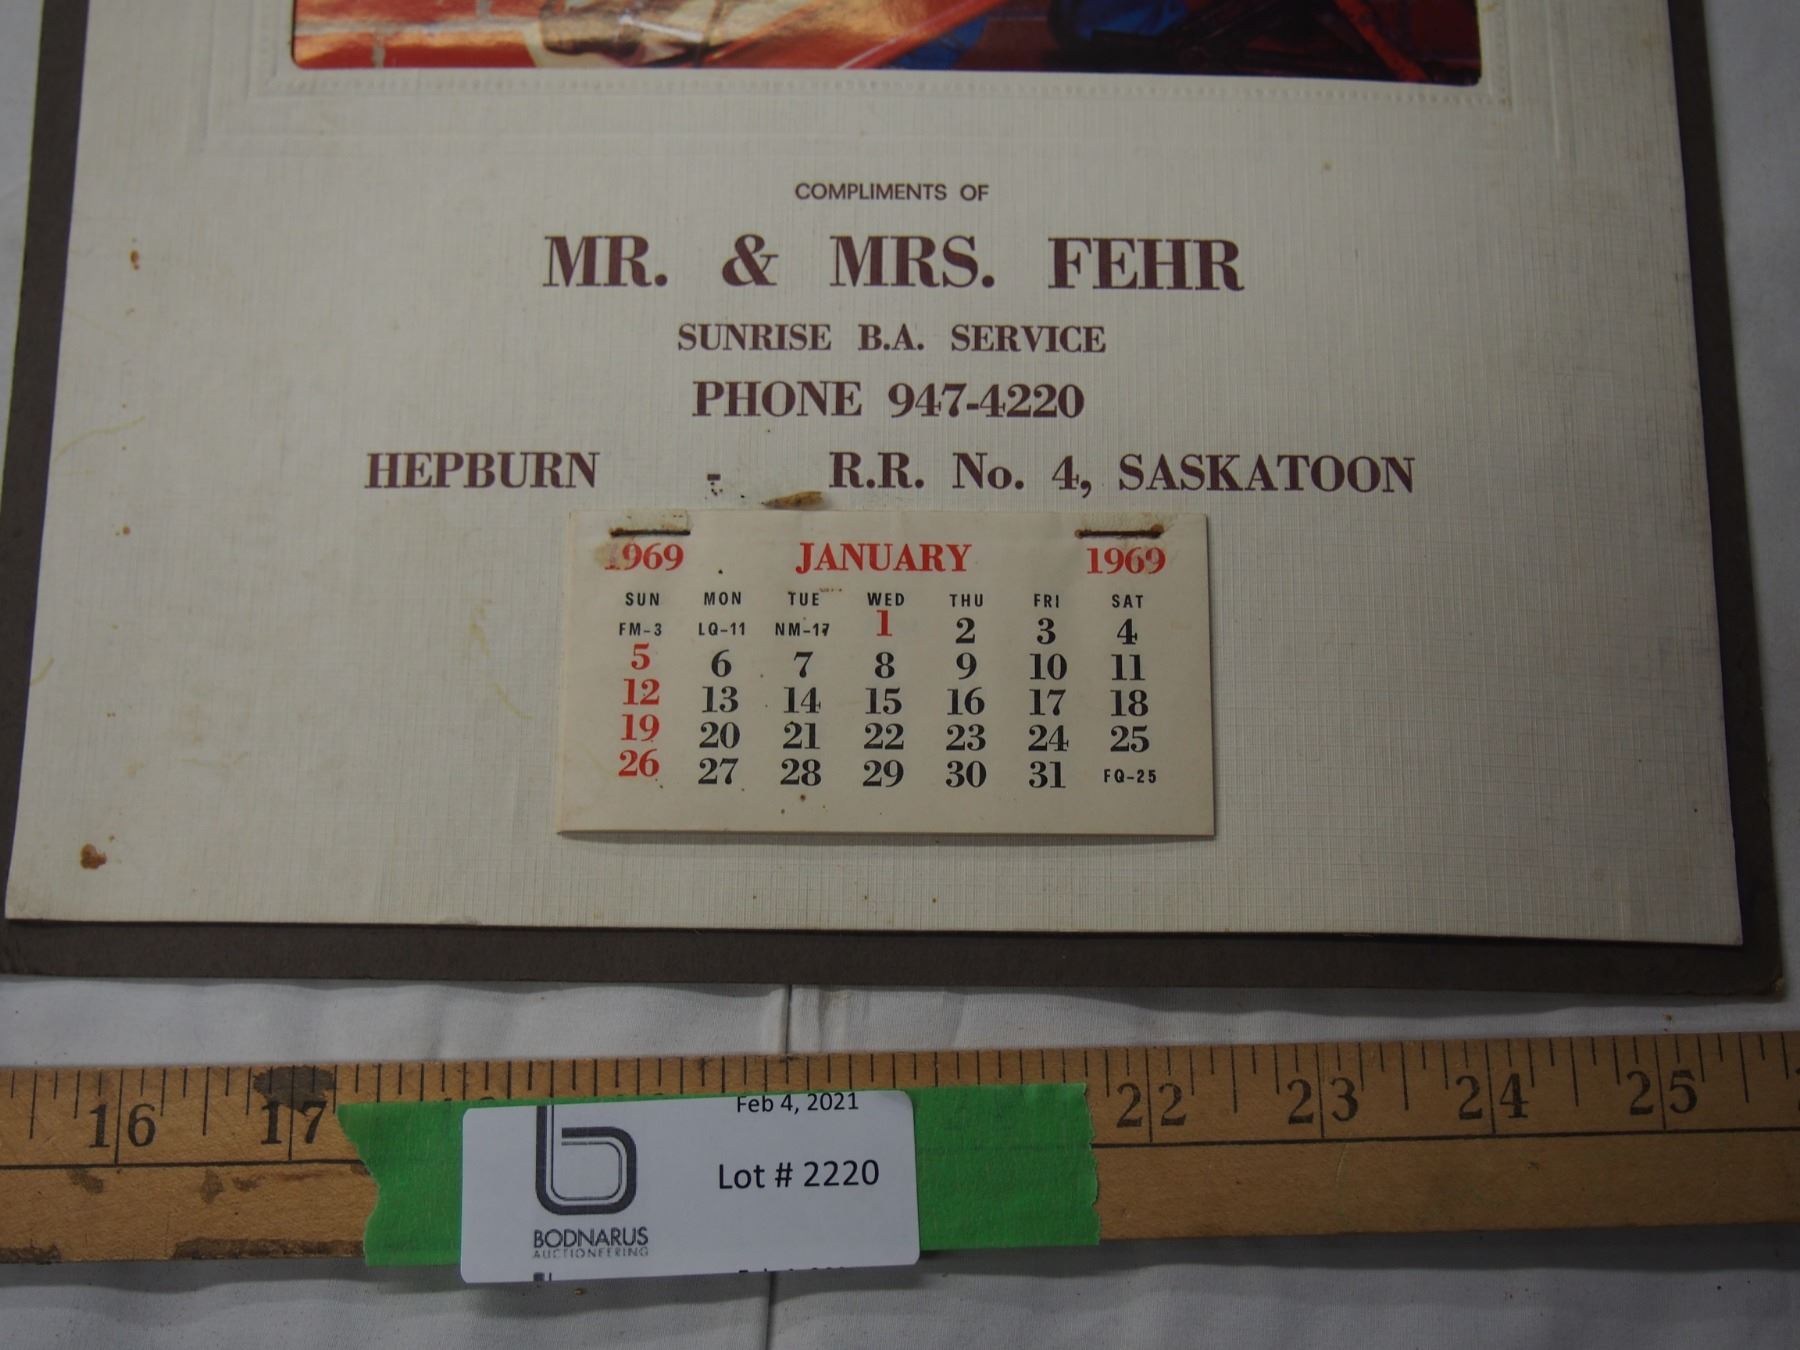 COMPLIMENTS OF
MR. & MRS. FEHR
SUNRISE B.A. SERVICE
PHONE 947-4220
HEPBURN - R.R. No. 4, SASKATOON
1969 JANUARY 1969
SUN MON TUE WED THU FRI SAT
FM-3 LQ-11 NM-17 1 2 3 4
5 6 7 8 9 10 11
12 13 14 15 16 17 18
19 20 21 22 23 24 25
26 27 28 29 30 31 FQ-25
16 17 22 23 24 25
Feb 4, 2021
Lot # 2220
BODNARUS
AUCTIONEERING